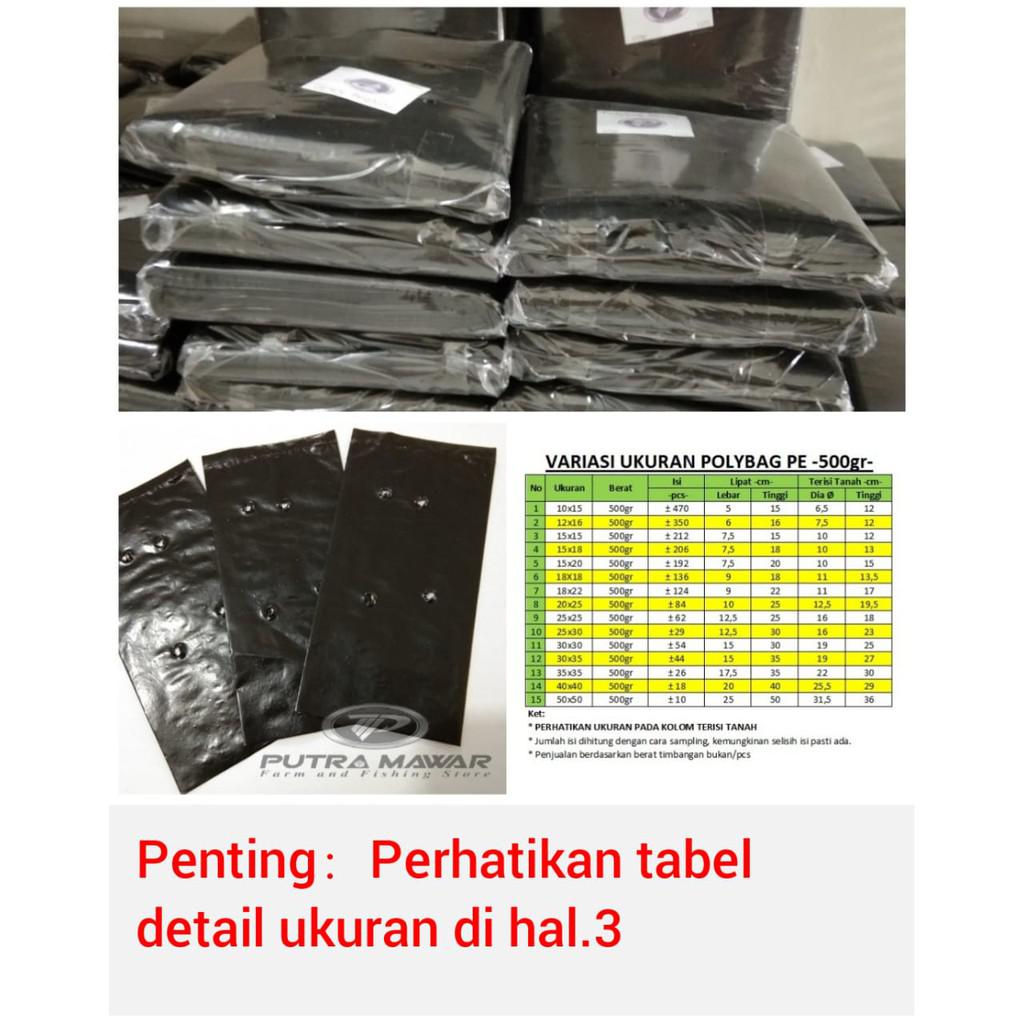 VARIASI UKURAN POLYBAG PE -500gr-
No Ukuran Berat Isi Lipat -cm- Terisi Tanah -cm-
-pcs- Lebar Tinggi Dia Ø Tinggi
1 10x15 500gr ± 470 5 15 6,5 12
2 12x16 500gr ± 350 6 16 7,5 12
3 15x15 500gr ± 212 7,5 15 10 12
4 15x18 500gr ± 206 7,5 18 10 13
5 15x20 500gr ± 192 7,5 20 10 15
6 18X18 500gr ± 136 9 18 11 13,5
7 18x22 500gr ± 124 9 22 11 17
8 20x25 500gr ± 84 10 25 12,5 19,5
9 25x25 500gr ± 62 12,5 25 16 18
10 25x30 500gr ±29 12,5 30 16 23
11 30x30 500gr ± 54 15 30 19 25
12 30x35 500gr ±44 15 35 19 27
13 35x35 500gr ± 26 17,5 35 22 30
14 40x40 500gr ± 18 20 40 25,5 29
15 50x50 500gr ± 10 25 50 31,5 36
Ket:
* PERHATIKAN UKURAN PADA KOLOM TERISI TANAH
* Jumlah isi dihitung dengan cara sampling, kemungkinan selisih isi pasti ada.
* Penjualan berdasarkan berat timbangan bukan/pcs
PUTRA MAWAR
Farm and Fishing Store
Penting: Perhatikan tabel
detail ukuran di hal.3